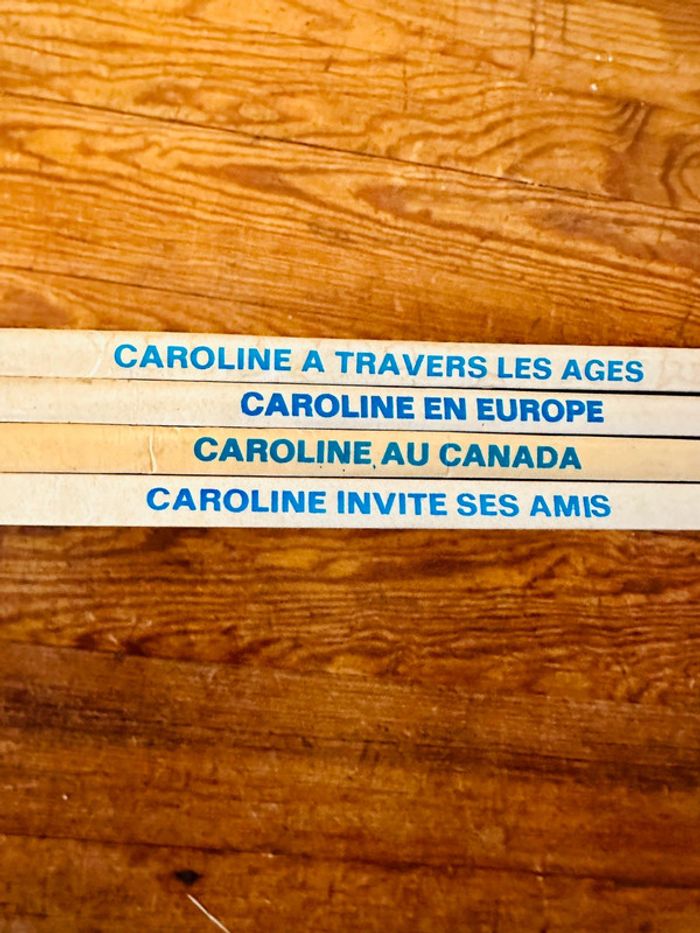 CAROLINE A TRAVERS LES AGES
CAROLINE EN EUROPE
CAROLINE AU CANADA
CAROLINE INVITE SES AMIS